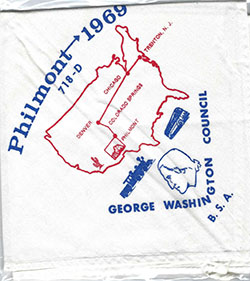 Philmont → 1969
718-D
TRENTON, N. J.
CHICAGO
COLORADO SPRINGS
DENVER
PHILMONT
GEORGE WASHINGTON COUNCIL
B. S. A.